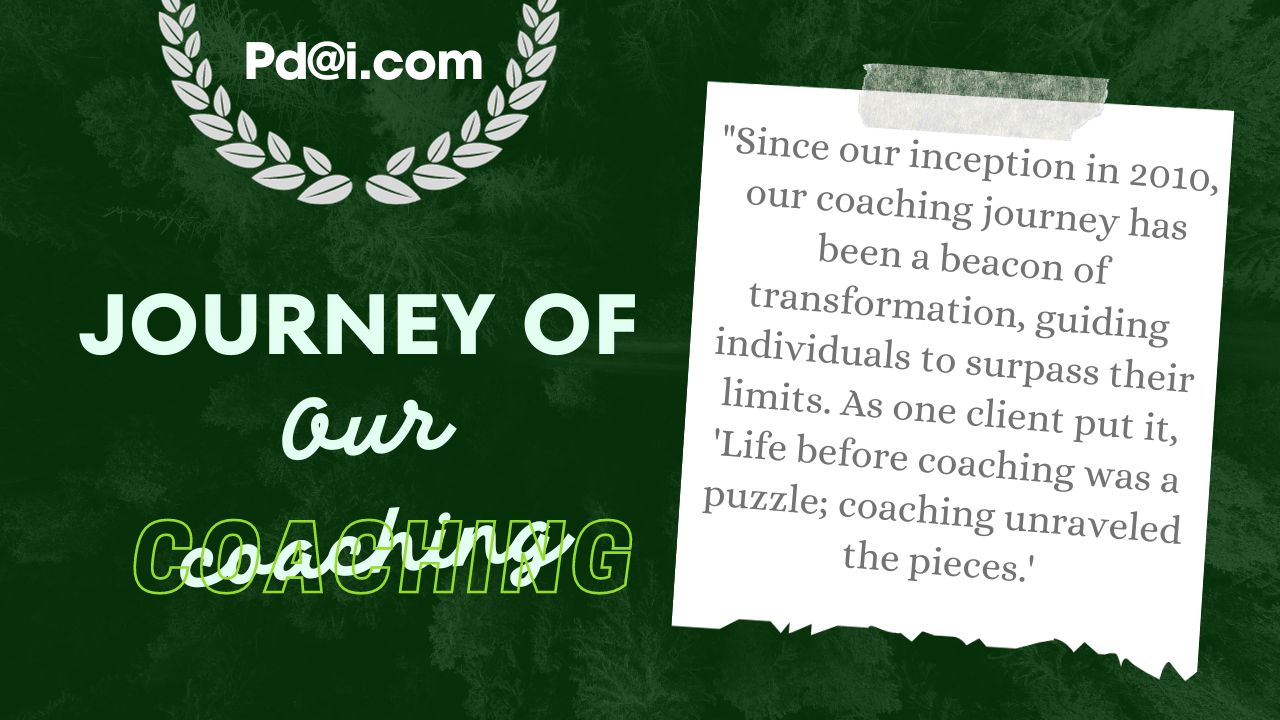 Pd@i.com
JOURNEY OF
Our
coaching
COACHING
"Since our inception in 2010,
our coaching journey has
been a beacon of
transformation, guiding
individuals to surpass their
limits. As one client put it,
'Life before coaching was a
puzzle; coaching unraveled
the pieces.'